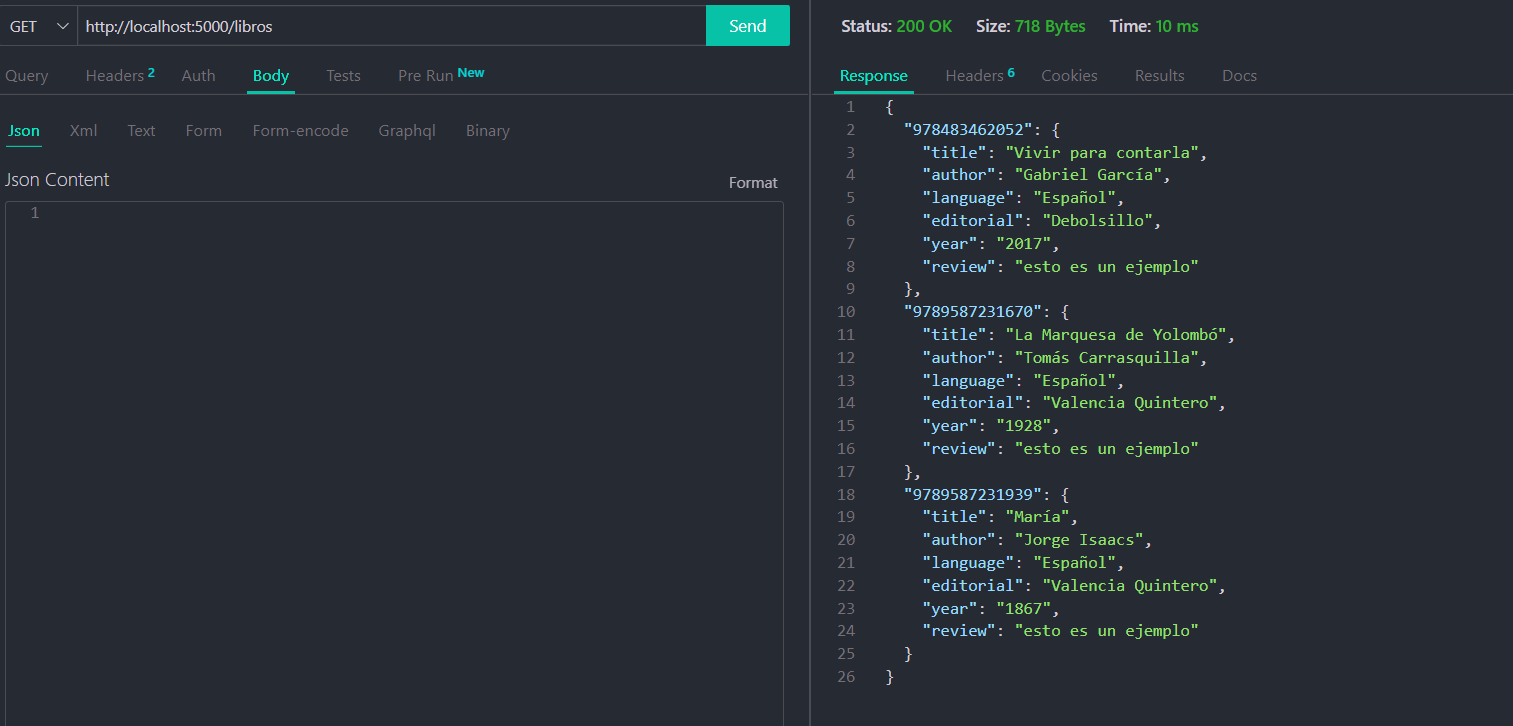 GET http://localhost:5000/libros Send
Query Headers 2 Auth Body Tests Pre Run New
Json Xml Text Form Form-encode Graphql Binary
Json Content Format
1
Status: 200 OK Size: 718 Bytes Time: 10 ms
Response Headers 6 Cookies Results Docs
1 {
2 "978483462052": {
3 "title": "Vivir para contarla",
4 "author": "Gabriel García",
5 "language": "Español",
6 "editorial": "Debolsillo",
7 "year": "2017",
8 "review": "esto es un ejemplo"
9 },
10 "9789587231670": {
11 "title": "La Marquesa de Yolombó",
12 "author": "Tomás Carrasquilla",
13 "language": "Español",
14 "editorial": "Valencia Quintero",
15 "year": "1928",
16 "review": "esto es un ejemplo"
17 },
18 "9789587231939": {
19 "title": "María",
20 "author": "Jorge Isaacs",
21 "language": "Español",
22 "editorial": "Valencia Quintero",
23 "year": "1867",
24 "review": "esto es un ejemplo"
25 }
26 }